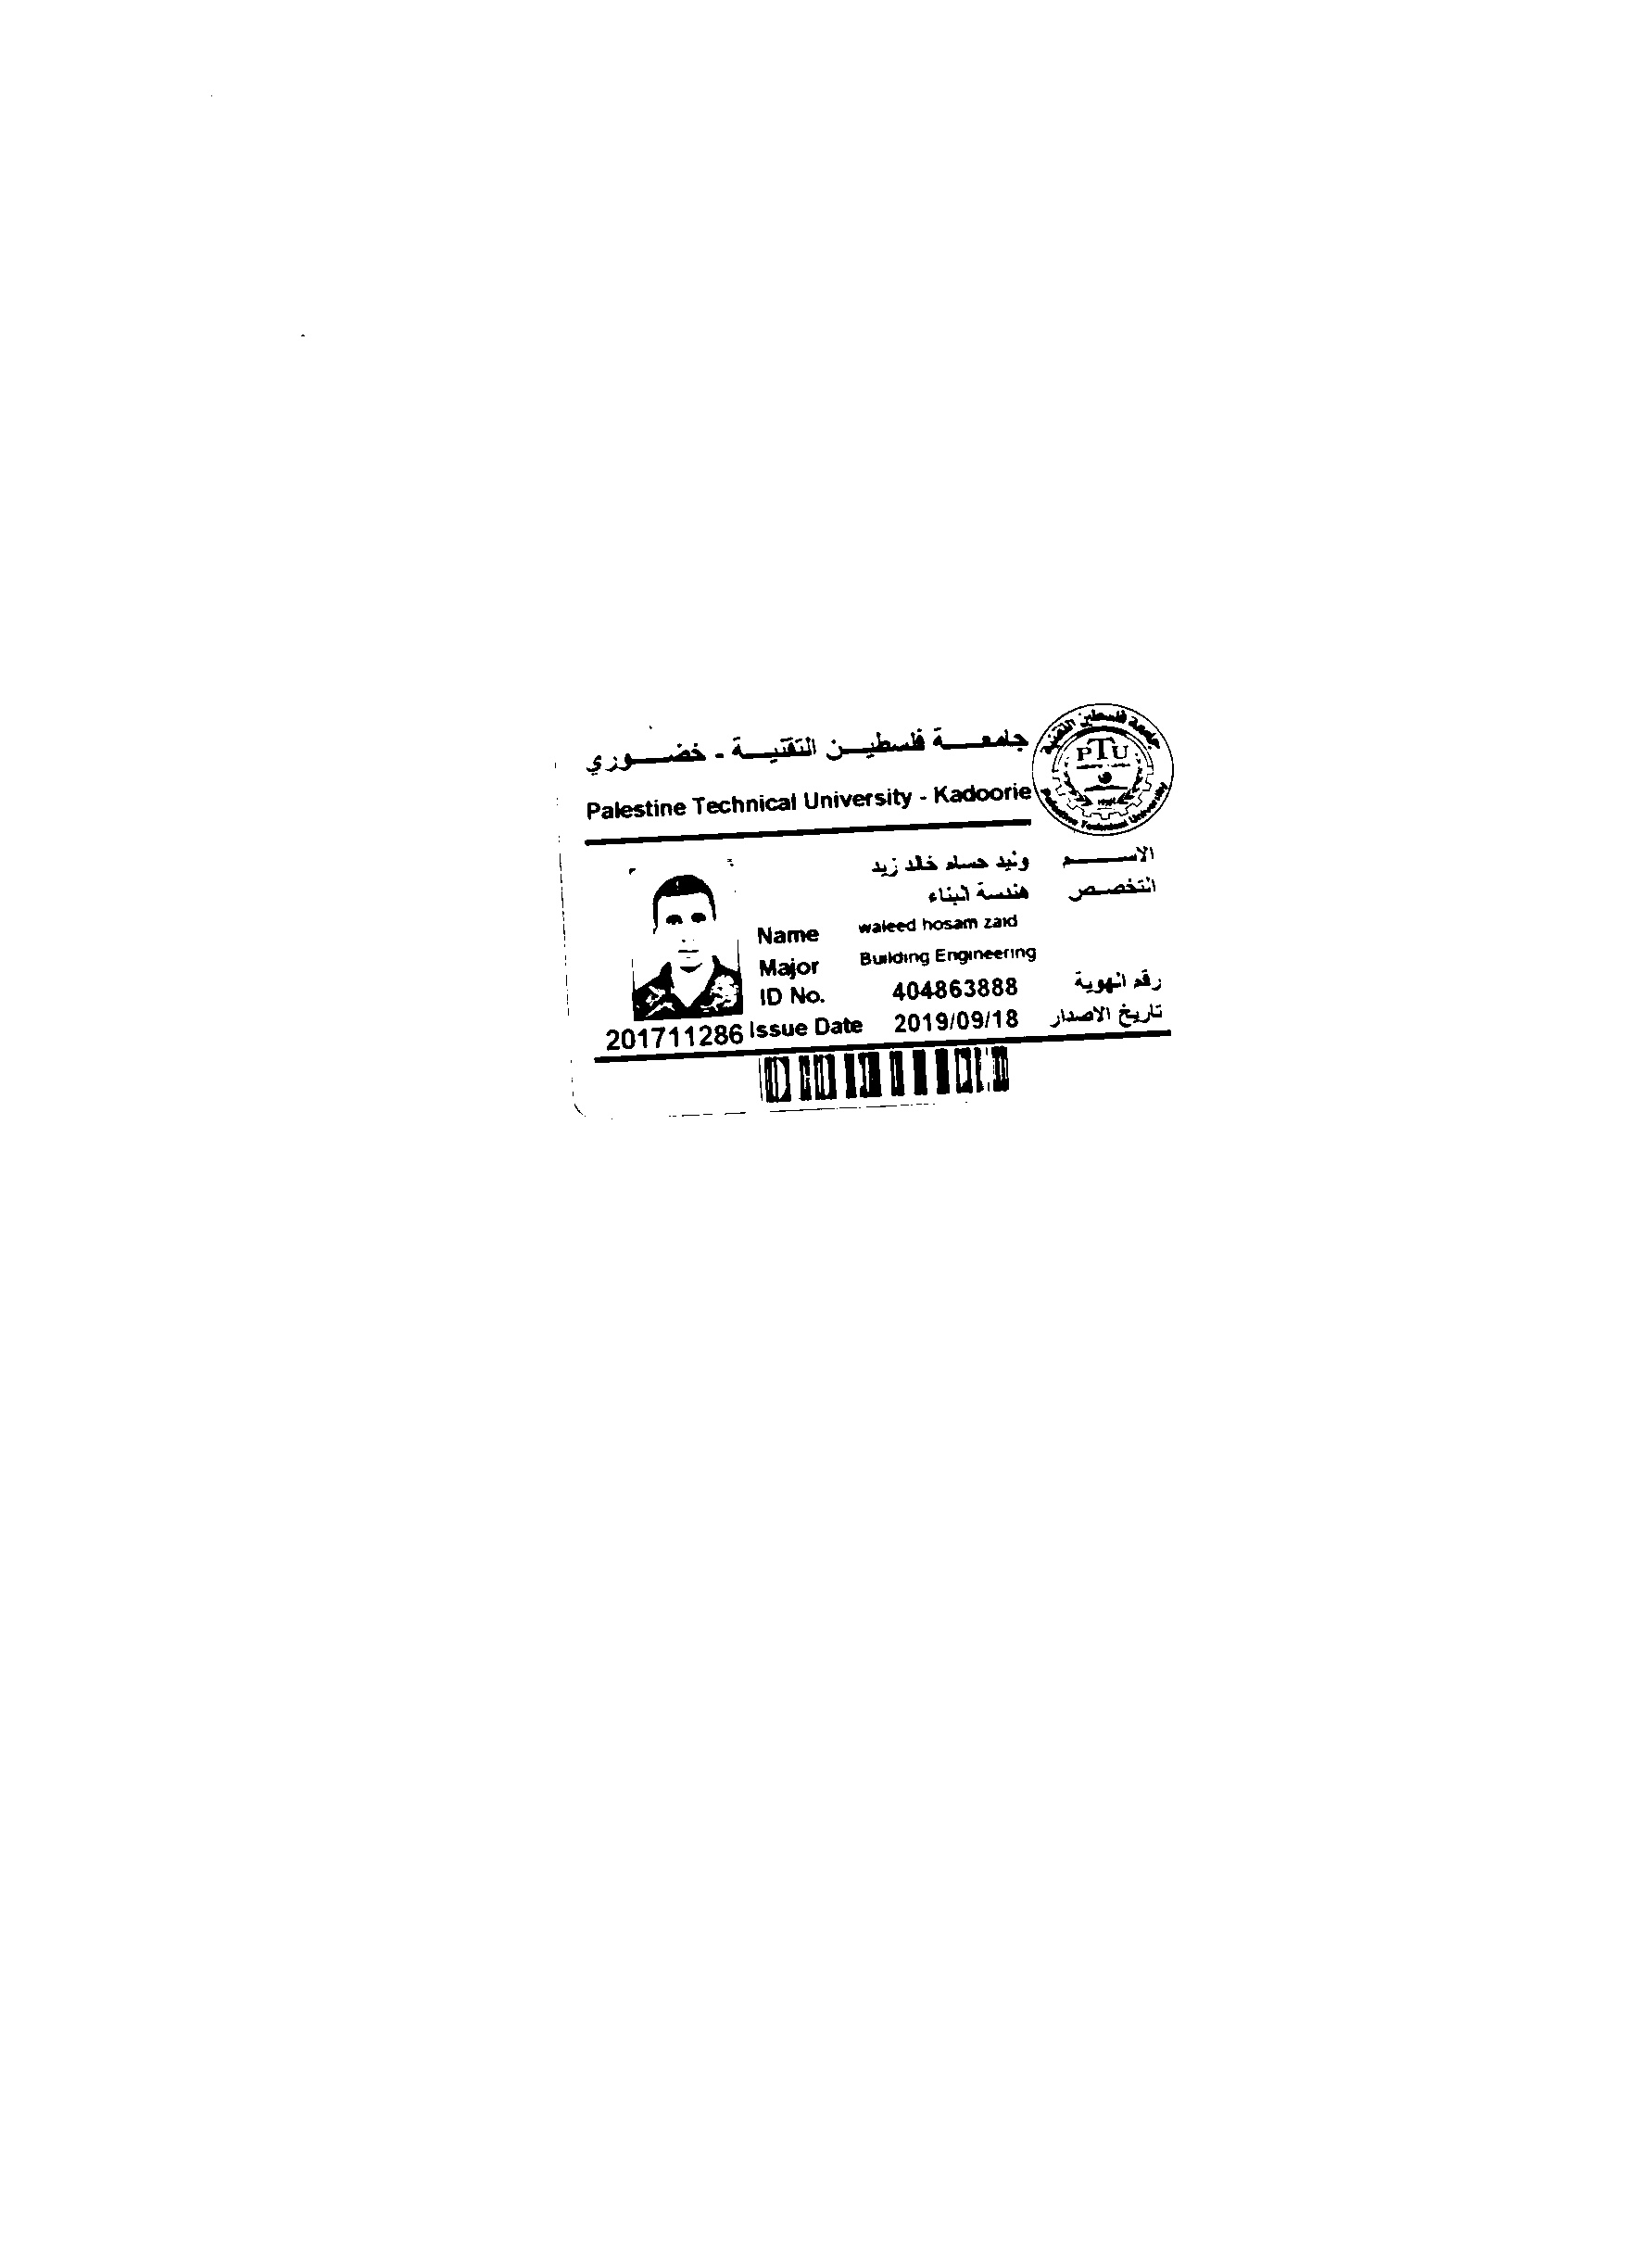 جامعـــة فلسطيـــن التقنيـــة - خضـــوري
Palestine Technical University - Kadoorie
جامعة فلسطين التقنية
PTU
Palestine Technical University
الاســـــم وليد حسام خالد زيد
التخصـــص هندسة البناء
Name waleed hosam zaid
Major Building Engineering
ID No. 404863888 رقم الهوية
201711286 Issue Date 2019/09/18 تاريخ الاصدار